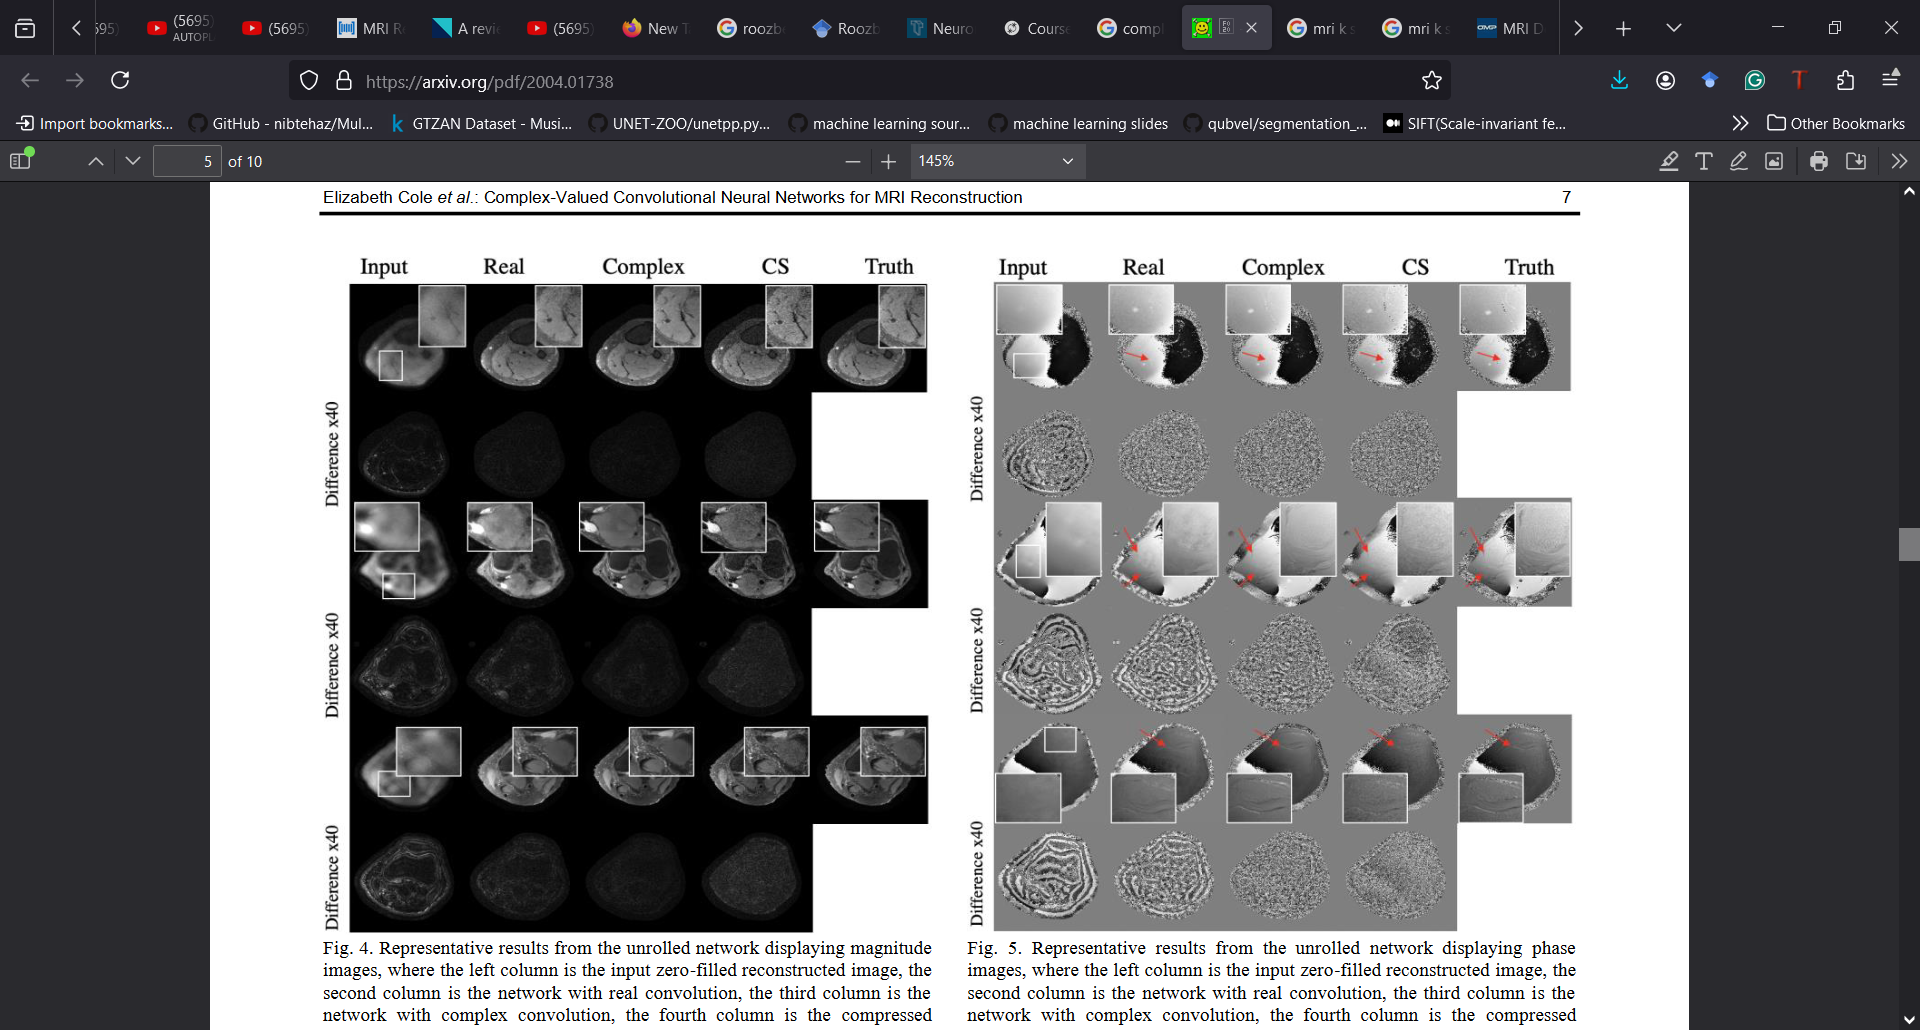 95)
(5695)
AUTOPL
(5695)
MRI R
A revie
(5695)
New T
roozbe
Roozb
Neuro
Course
compl
mri k s
mri k s
MRI D
https://arxiv.org/pdf/2004.01738
Import bookmarks...
GitHub - nibtehaz/Mul...
GTZAN Dataset - Musi...
UNET-ZOO/unetpp.py...
machine learning sour...
machine learning slides
qubvel/segmentation_...
SIFT(Scale-invariant fe...
Other Bookmarks
5 of 10
145%
Elizabeth Cole et al.: Complex-Valued Convolutional Neural Networks for MRI Reconstruction 7
Input Real Complex CS Truth
Difference x40
Difference x40
Difference x40
Fig. 4. Representative results from the unrolled network displaying magnitude
images, where the left column is the input zero-filled reconstructed image, the
second column is the network with real convolution, the third column is the
network with complex convolution, the fourth column is the compressed
Input Real Complex CS Truth
Difference x40
Difference x40
Difference x40
Fig. 5. Representative results from the unrolled network displaying phase
images, where the left column is the input zero-filled reconstructed image, the
second column is the network with real convolution, the third column is the
network with complex convolution, the fourth column is the compressed